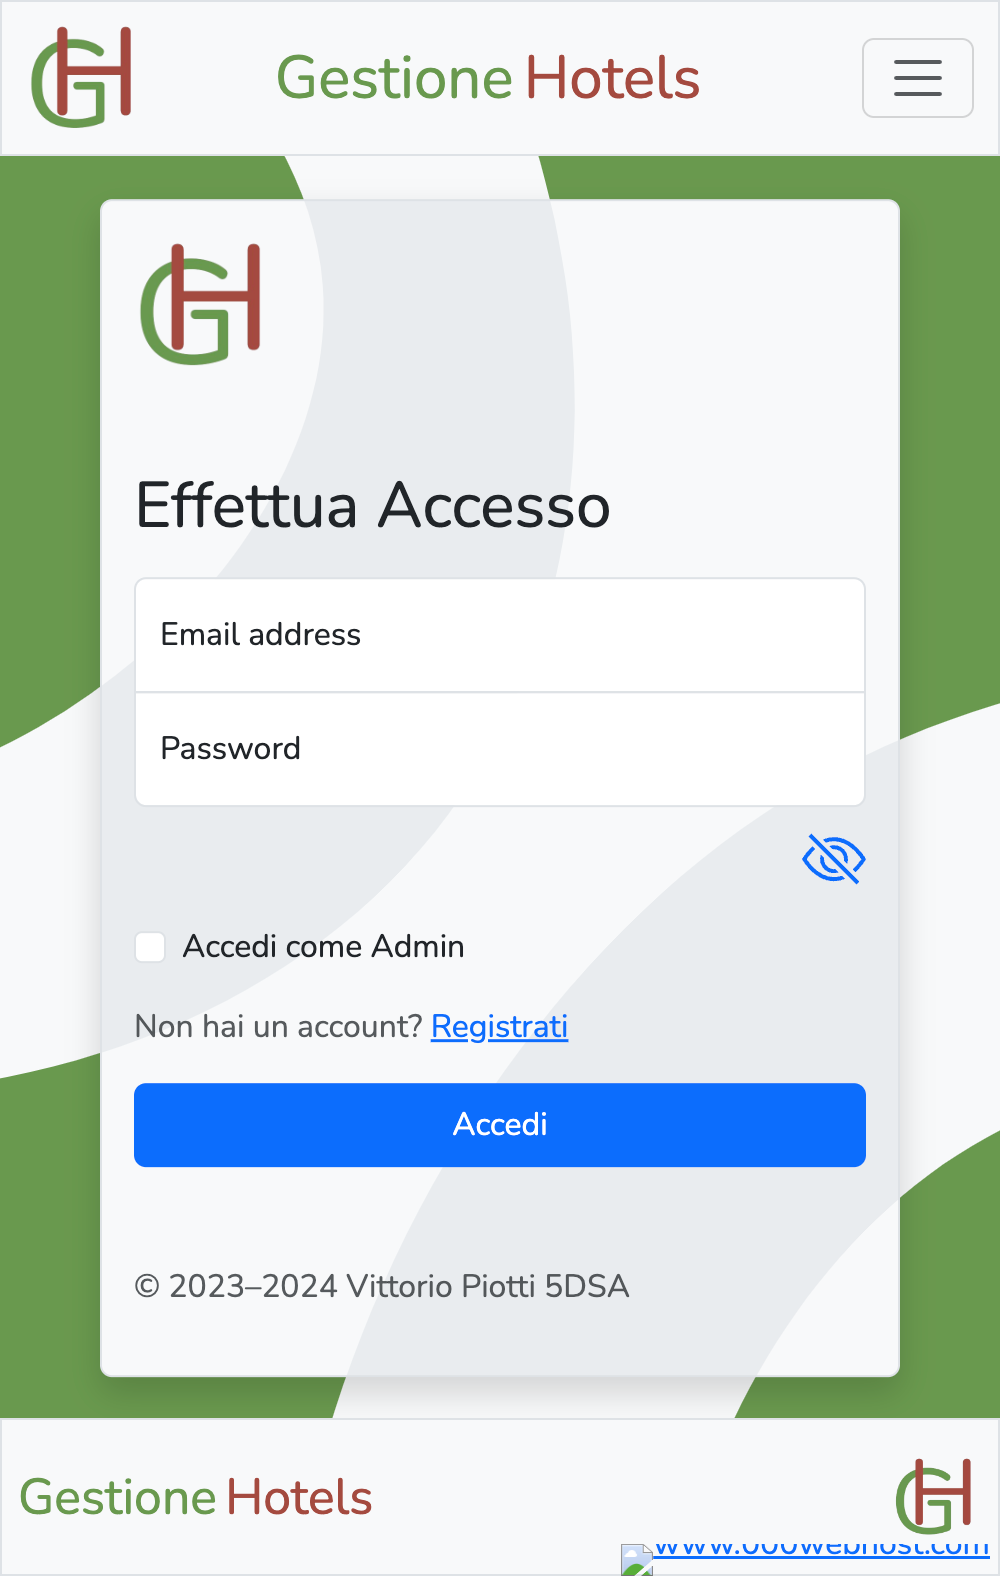 GH
Gestione Hotels
GH
Effettua Accesso
Email address
Password
Accedi come Admin
Non hai un account? Registrati
Accedi
© 2023–2024 Vittorio Piotti 5DSA
Gestione Hotels
GH
www.000webhost.com